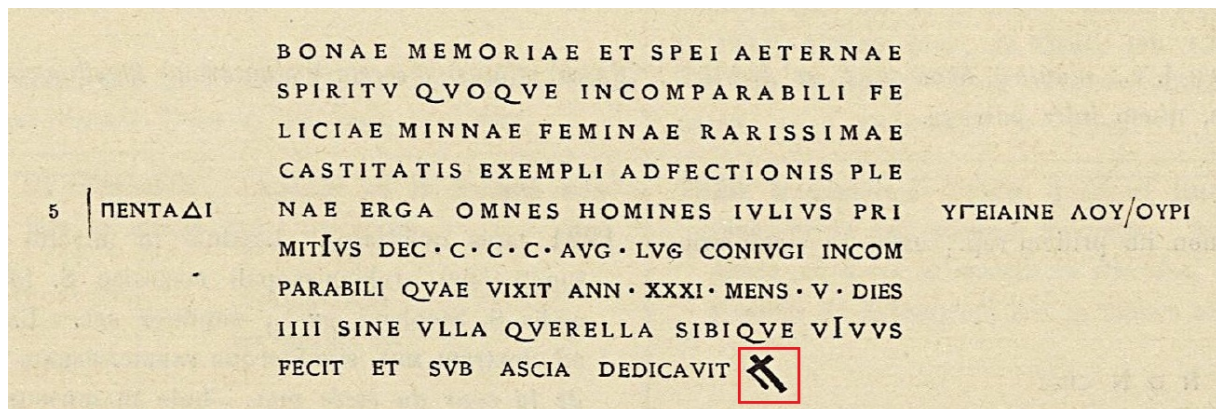 BONAE MEMORIAE ET SPEI AETERNAE
SPIRITV QVOQVE INCOMPARABILI FE
LICIAE MINNAE FEMINAE RARISSIMAE
CASTITATIS EXEMPLI ADFECTIONIS PLE
5 ΠΕΝΤΑΔΙ NAE ERGA OMNES HOMINES IVLIVS PRI ΥΓΕΙΑΙΝΕ ΛΟΥ/ΟΥΡΙ
MITIVS DEC · C · C · C · AVG · LVG CONIVGI INCOM
PARABILI QVAE VIXIT ANN · XXXI · MENS · V · DIES
IIII SINE VLLA QVERELLA SIBIQVE VIVVS
FECIT ET SVB ASCIA DEDICAVIT